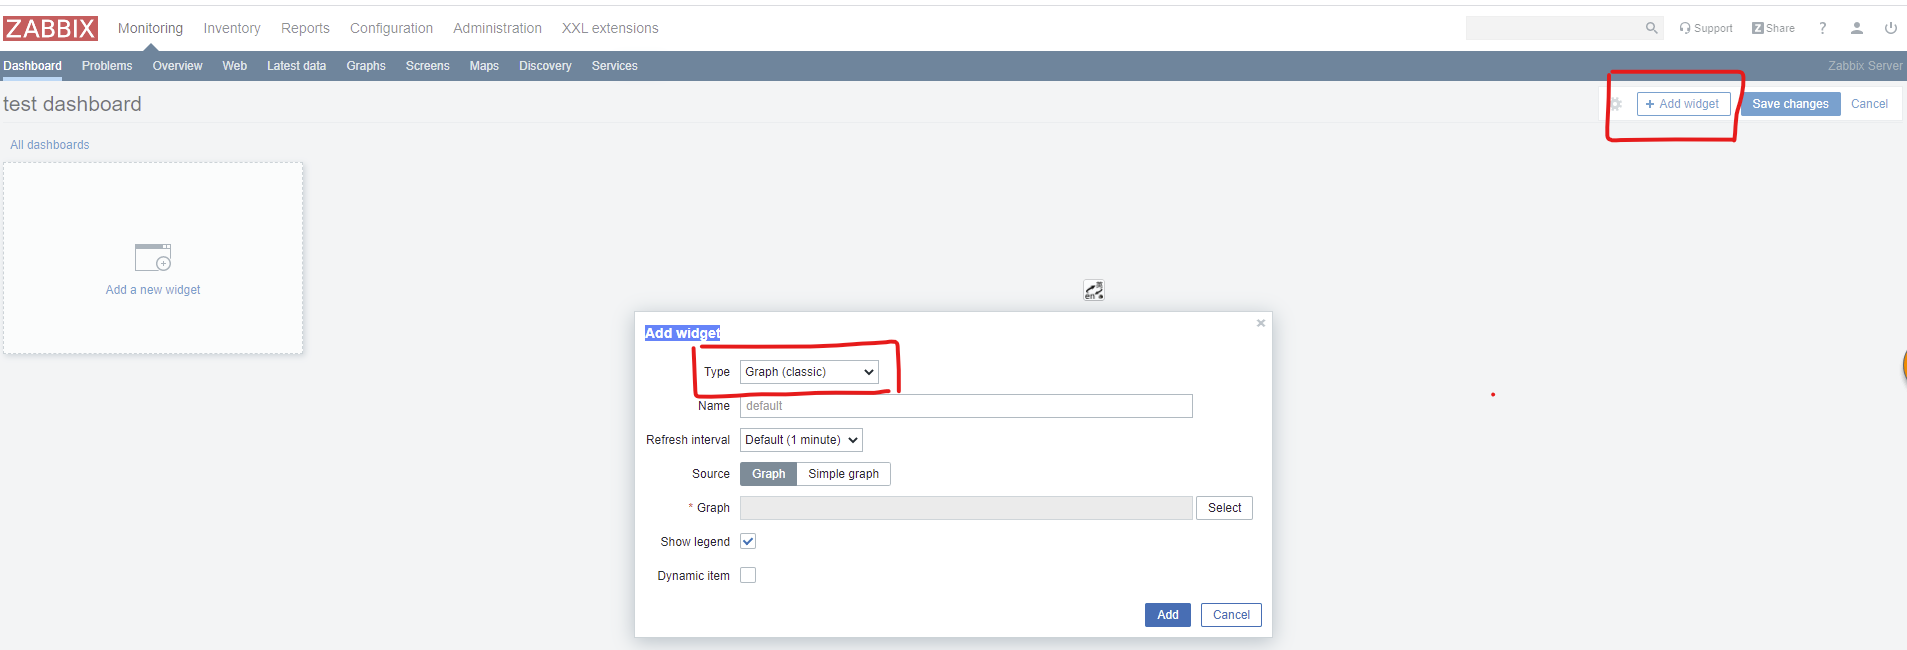 ZABBIX Monitoring Inventory Reports Configuration Administration XXL extensions Support Z Share ?
Dashboard Problems Overview Web Latest data Graphs Screens Maps Discovery Services Zabbix Server
test dashboard + Add widget Save changes Cancel
All dashboards
Add a new widget
英
en
Add widget ×
Type Graph (classic)
Name default
Refresh interval Default (1 minute)
Source Graph Simple graph
* Graph Select
Show legend
Dynamic item
Add Cancel